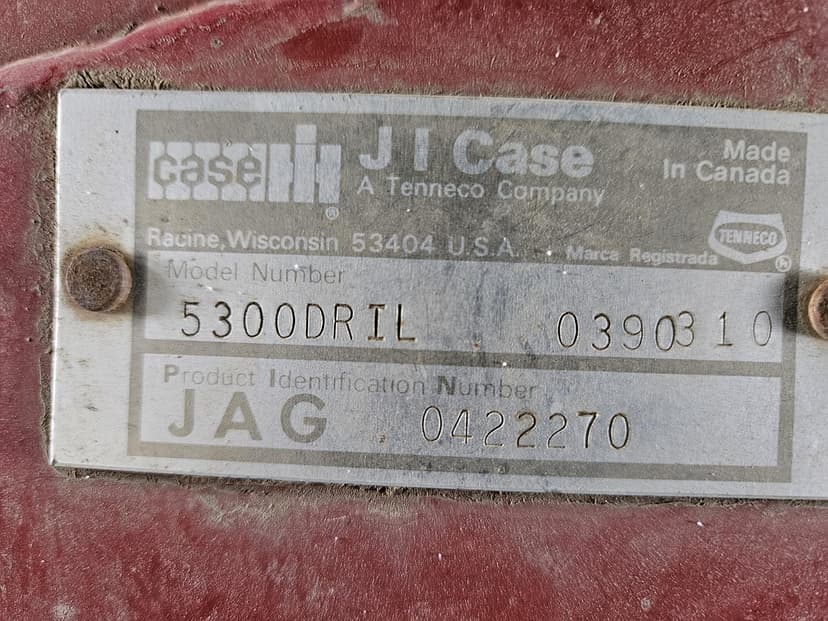 case IH ®
J I Case
A Tenneco Company
Made
In Canada
Racine, Wisconsin 53404 U.S.A.
Marca Registrada
TENNECO ®
Model Number
5300DRIL 0390310
Product Identification Number
JAG 0422270